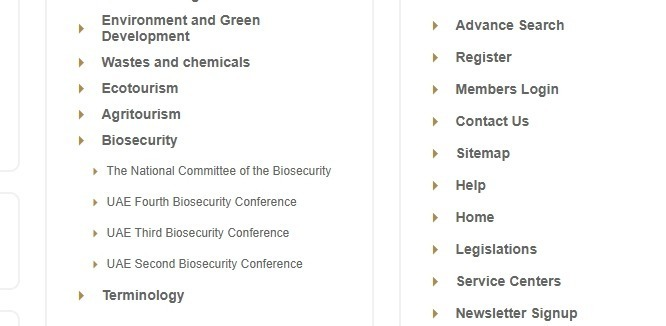 Environment and Green
Development
Wastes and chemicals
Ecotourism
Agritourism
Biosecurity
The National Committee of the Biosecurity
UAE Fourth Biosecurity Conference
UAE Third Biosecurity Conference
UAE Second Biosecurity Conference
Terminology
Advance Search
Register
Members Login
Contact Us
Sitemap
Help
Home
Legislations
Service Centers
Newsletter Signup